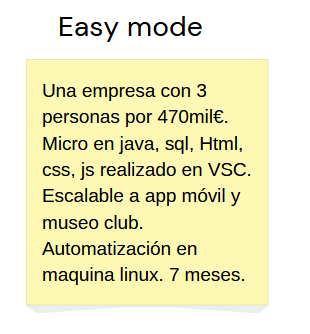 Easy mode
Una empresa con 3
personas por 470mil€.
Micro en java, sql, Html,
css, js realizado en VSC.
Escalable a app móvil y
museo club.
Automatización en
maquina linux. 7 meses.